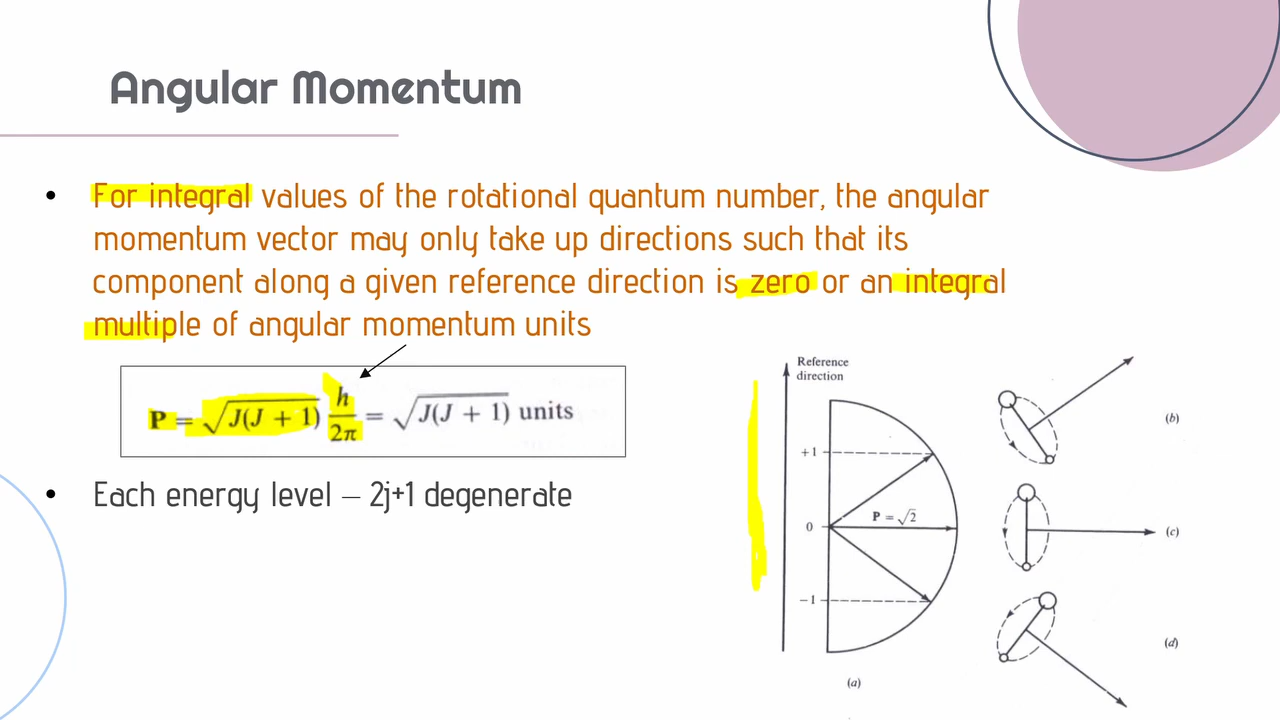 Angular Momentum
• For integral values of the rotational quantum number, the angular
momentum vector may only take up directions such that its
component along a given reference direction is zero or an integral
multiple of angular momentum units
P = √J(J + 1) h/2π = √J(J + 1) units
• Each energy level – 2j+1 degenerate
Reference
direction
+1
0
P = √2
−1
(a)
(b)
(c)
(d)